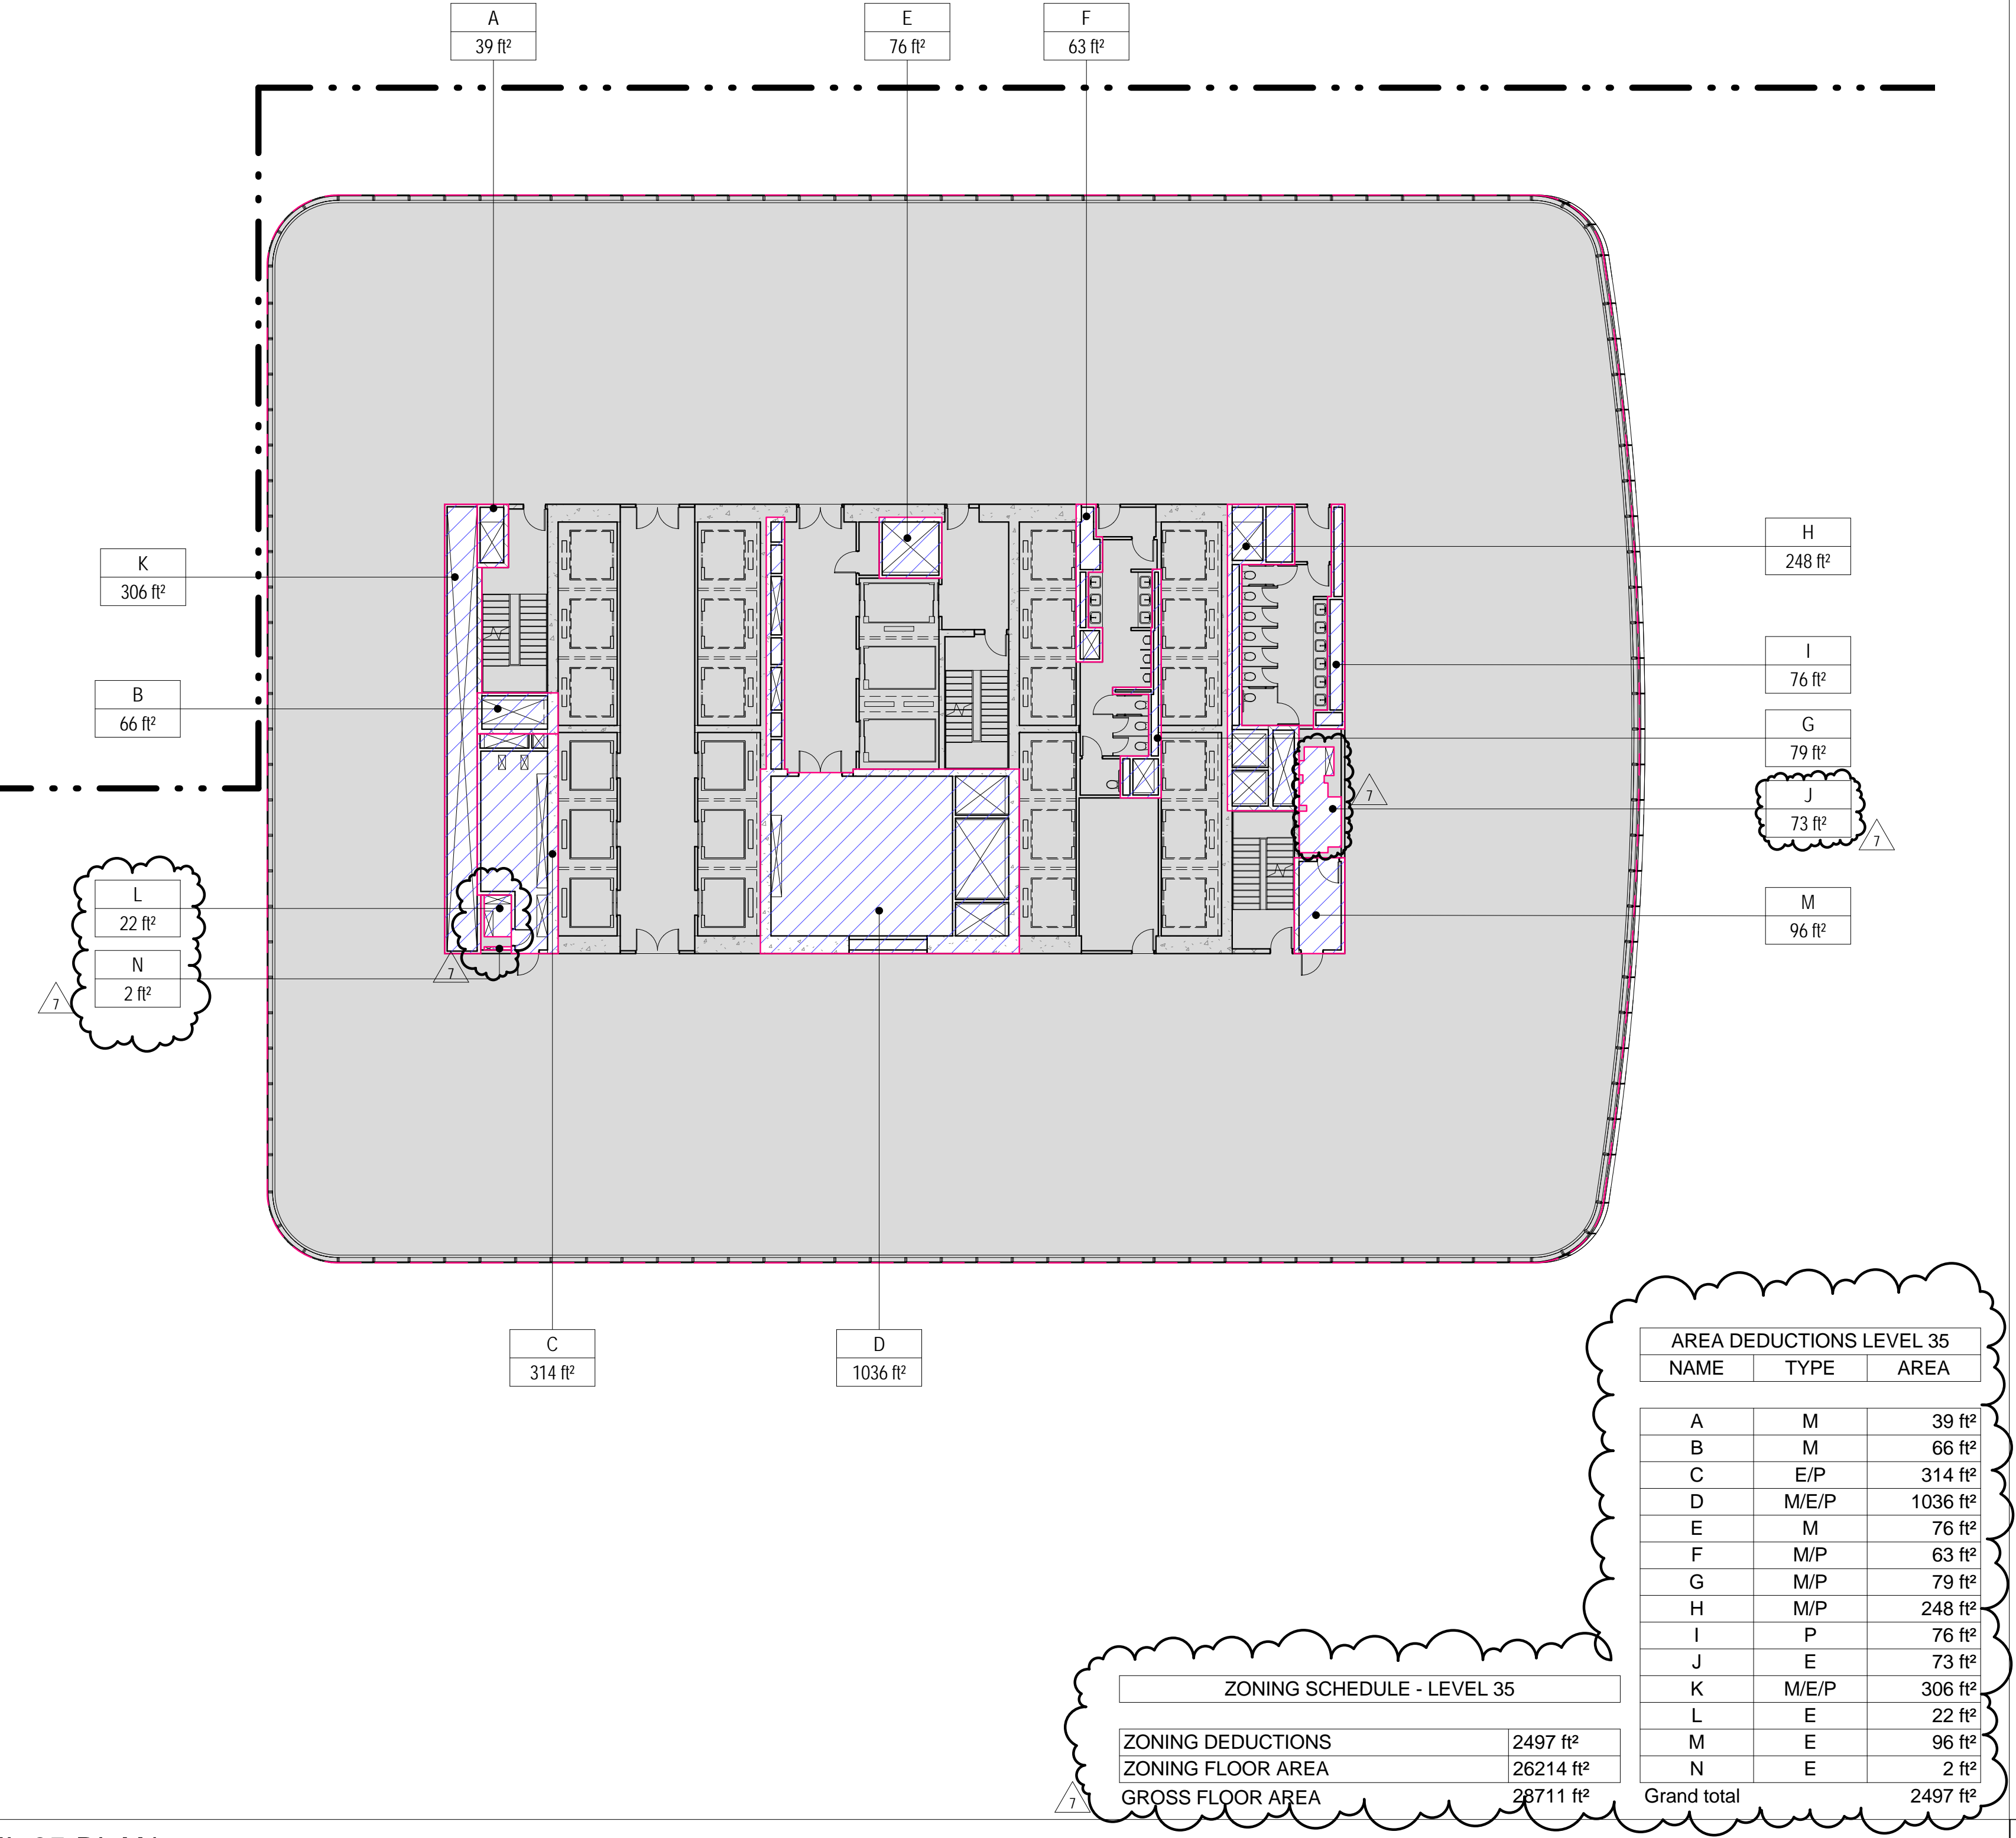 A
39 ft²
E
76 ft²
F
63 ft²
K
306 ft²
H
248 ft²
B
66 ft²
I
76 ft²
G
79 ft²
7
J
73 ft²
7
L
22 ft²
M
96 ft²
N
2 ft²
7
7
C
314 ft²
D
1036 ft²
AREA DEDUCTIONS LEVEL 35
NAME TYPE AREA
A M 39 ft²
B M 66 ft²
C E/P 314 ft²
D M/E/P 1036 ft²
E M 76 ft²
F M/P 63 ft²
G M/P 79 ft²
H M/P 248 ft²
I P 76 ft²
J E 73 ft²
K M/E/P 306 ft²
L E 22 ft²
M E 96 ft²
N E 2 ft²
Grand total 2497 ft²
ZONING SCHEDULE - LEVEL 35
ZONING DEDUCTIONS 2497 ft²
ZONING FLOOR AREA 26214 ft²
GROSS FLOOR AREA 28711 ft²
7